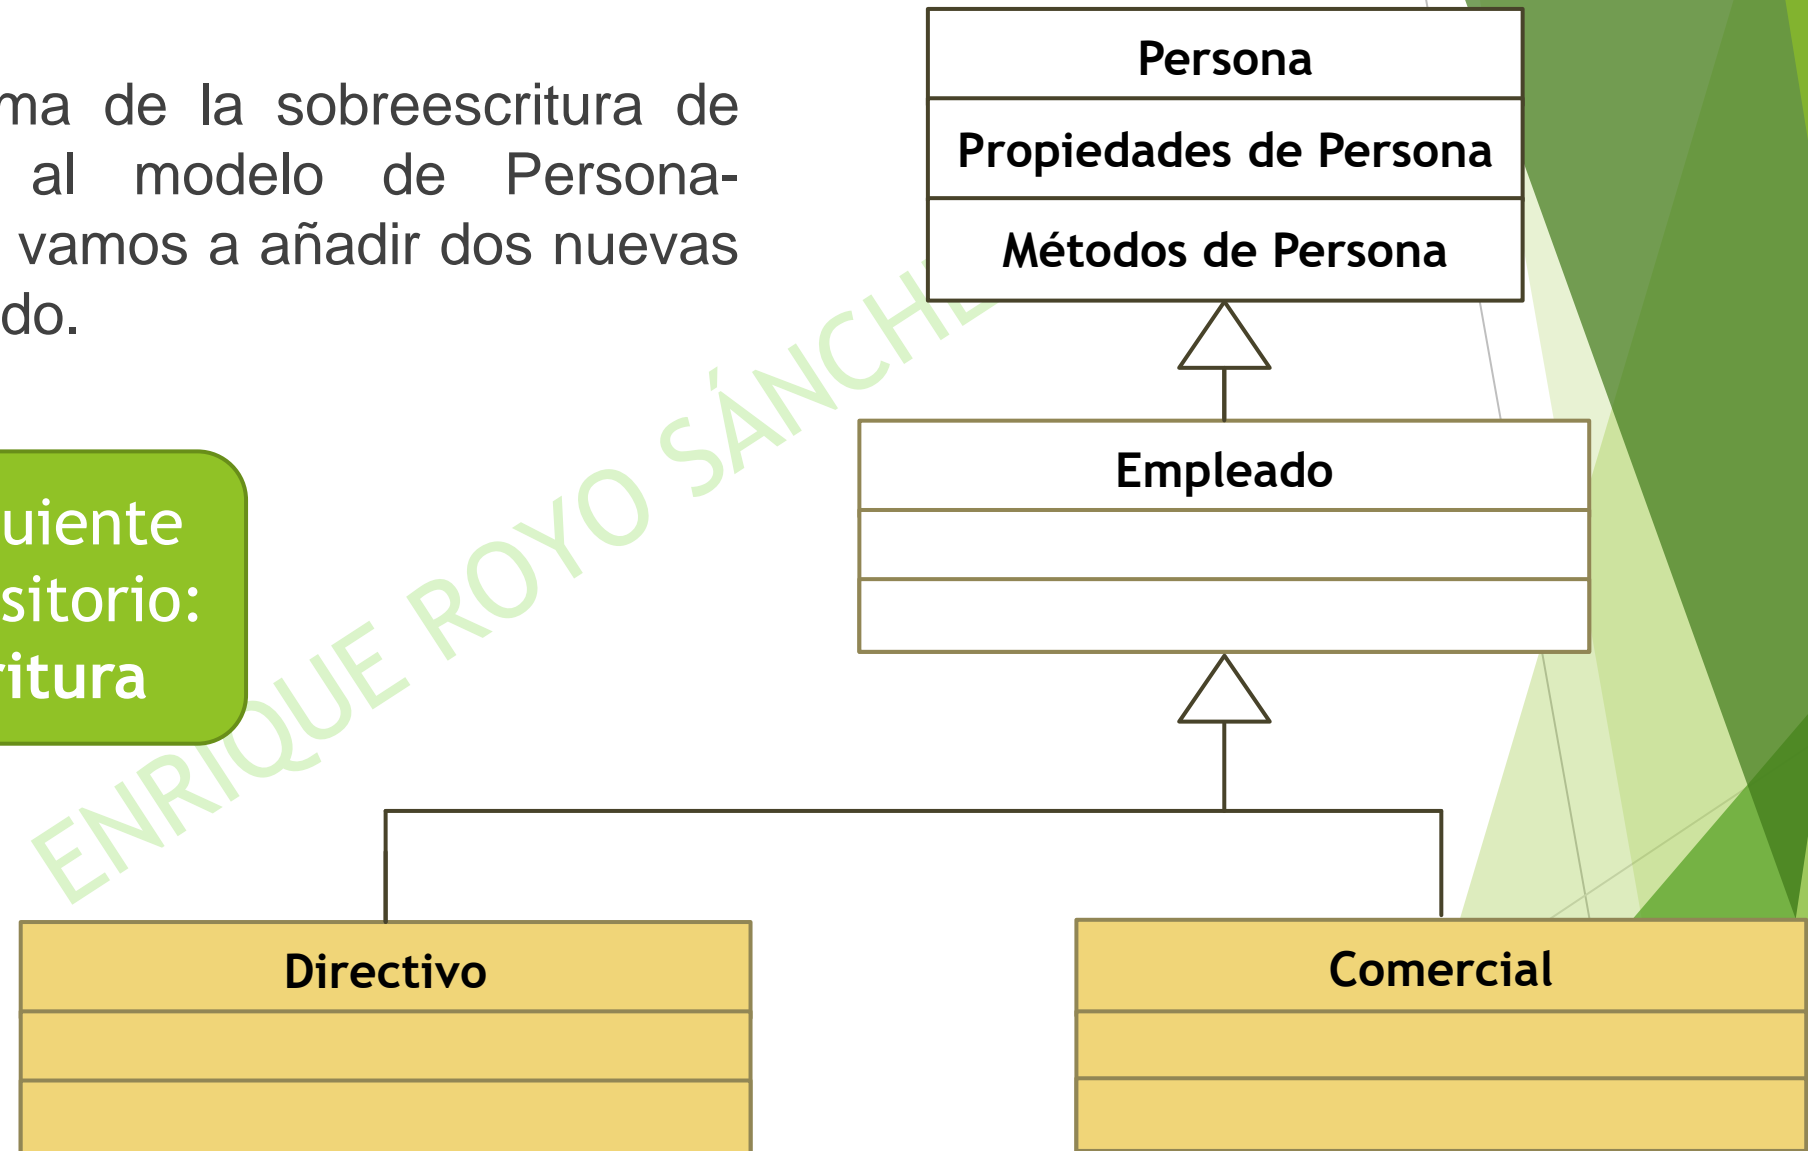 ma de la sobreescritura de
al modelo de Persona-
vamos a añadir dos nuevas
do.
uiente
sitorio:
ritura
Persona
Propiedades de Persona
Métodos de Persona
Empleado
Directivo
Comercial
ENRIQUE ROYO SÁNCHE